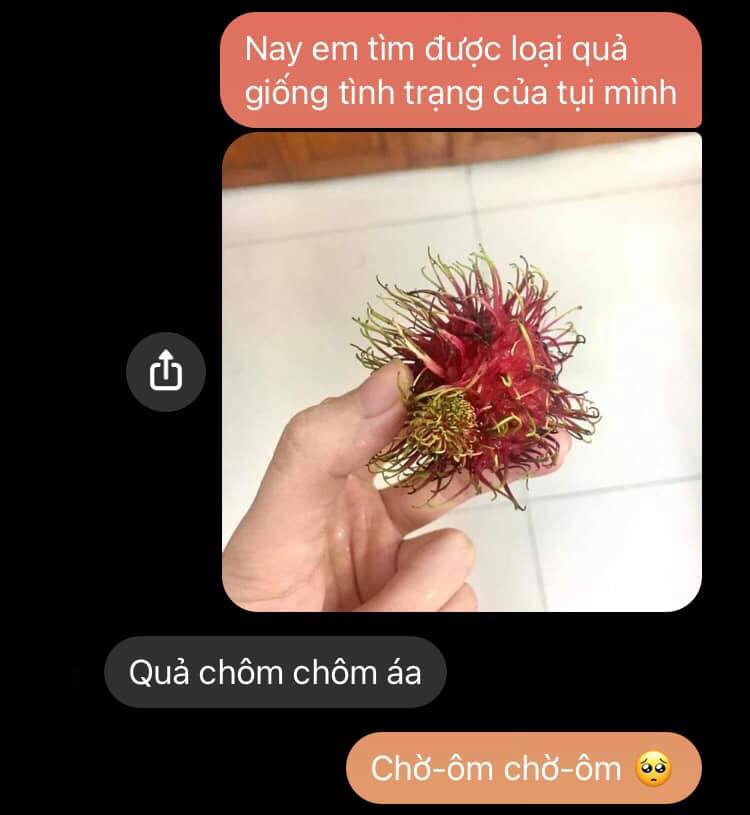 Nay em tìm được loại quả
giống tình trạng của tụi mình
Quả chôm chôm áa
Chờ-ôm chờ-ôm 🥺